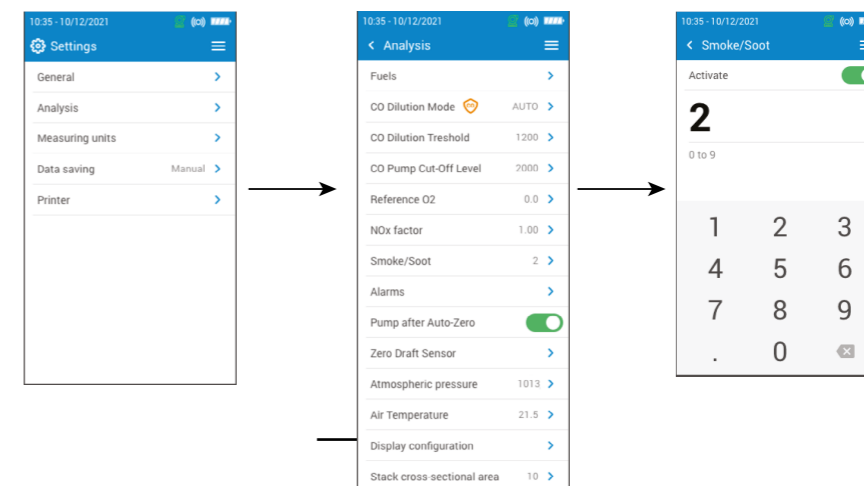 10:35 - 10/12/2021
Settings
General
Analysis
Measuring units
Data saving Manual
Printer
10:35 - 10/12/2021
Analysis
Fuels
CO Dilution Mode AUTO
CO Dilution Treshold 1200
CO Pump Cut-Off Level 2000
Reference O2 0.0
NOx factor 1.00
Smoke/Soot 2
Alarms
Pump after Auto-Zero
Zero Draft Sensor
Atmospheric pressure 1013
Air Temperature 21.5
Display configuration
Stack cross-sectional area 10
10:35 - 10/12/2021
Smoke/Soot
Activate
2
0 to 9
1 2 3
4 5 6
7 8 9
. 0